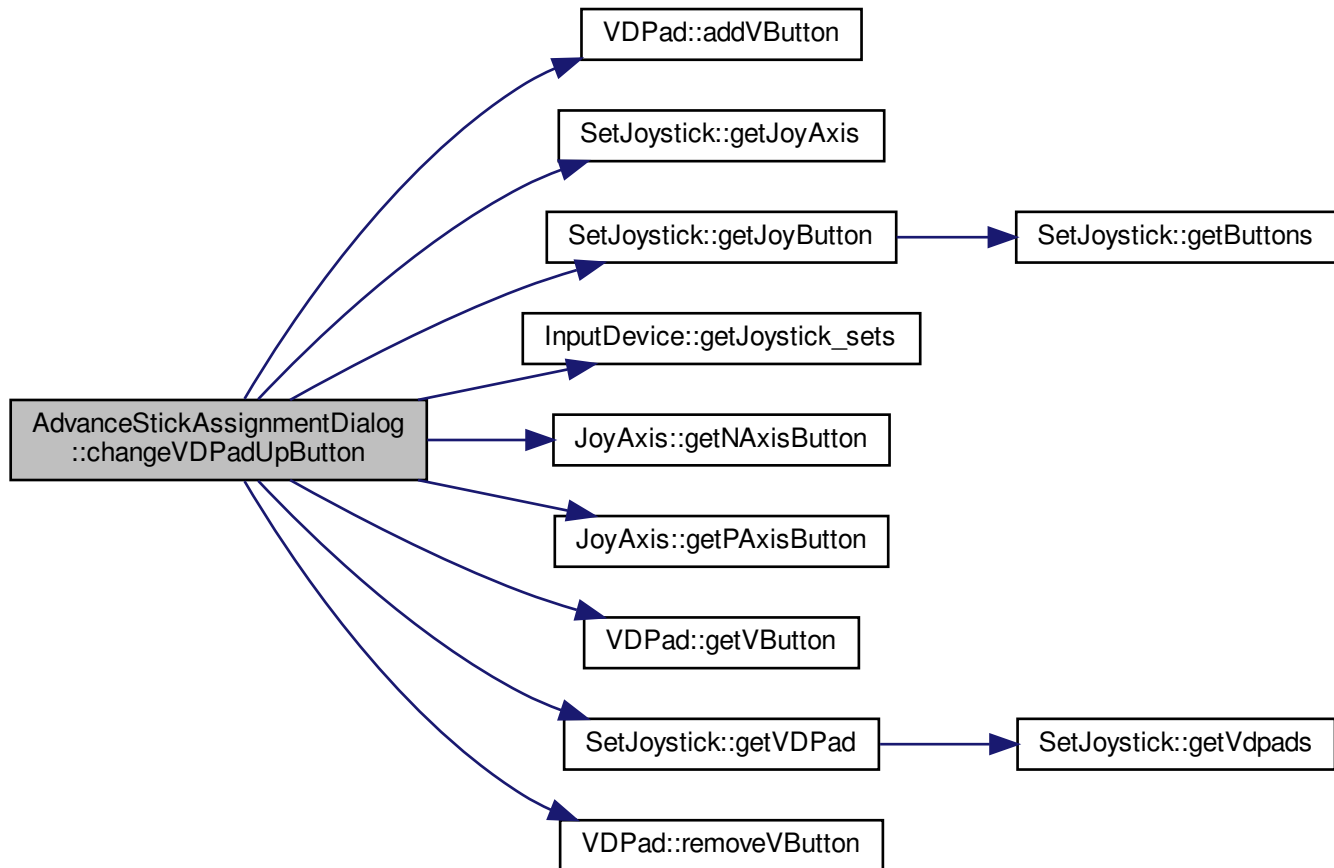 VDPad::addVButton
SetJoystick::getJoyAxis
SetJoystick::getJoyButton
SetJoystick::getButtons
InputDevice::getJoystick_sets
AdvanceStickAssignmentDialog
::changeVDPadUpButton
JoyAxis::getNAxisButton
JoyAxis::getPAxisButton
VDPad::getVButton
SetJoystick::getVDPad
SetJoystick::getVdpads
VDPad::removeVButton